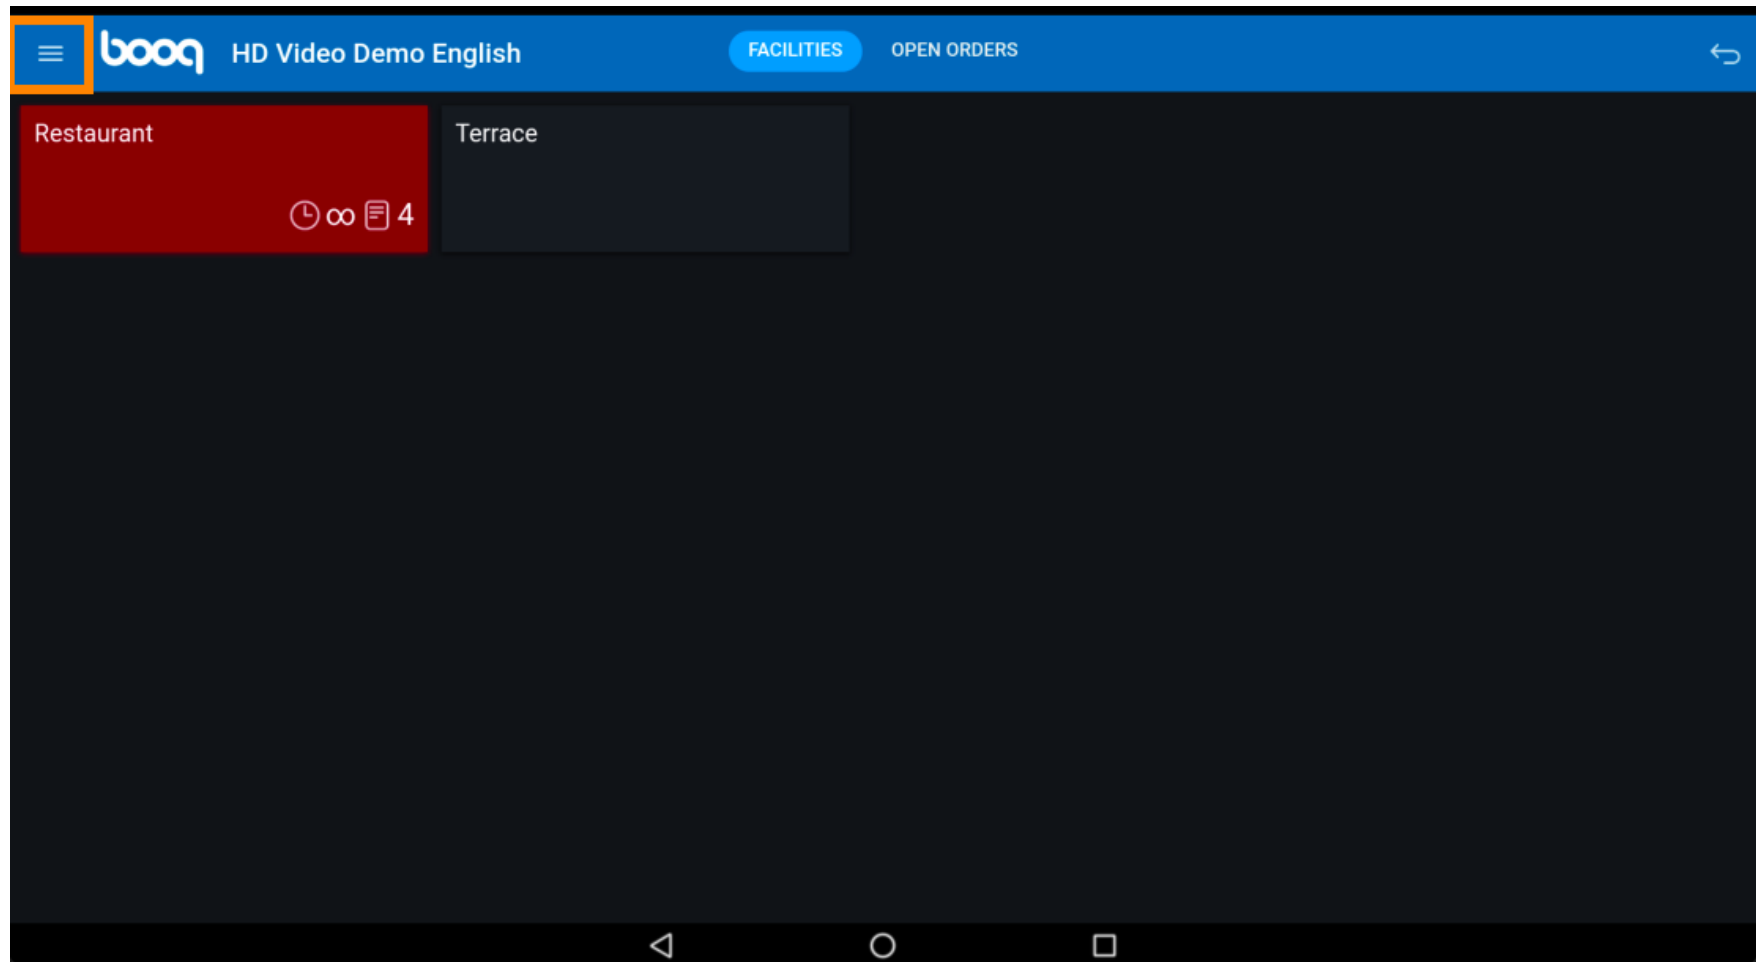 booq HD Video Demo English FACILITIES OPEN ORDERS
Restaurant Terrace
∞ 4